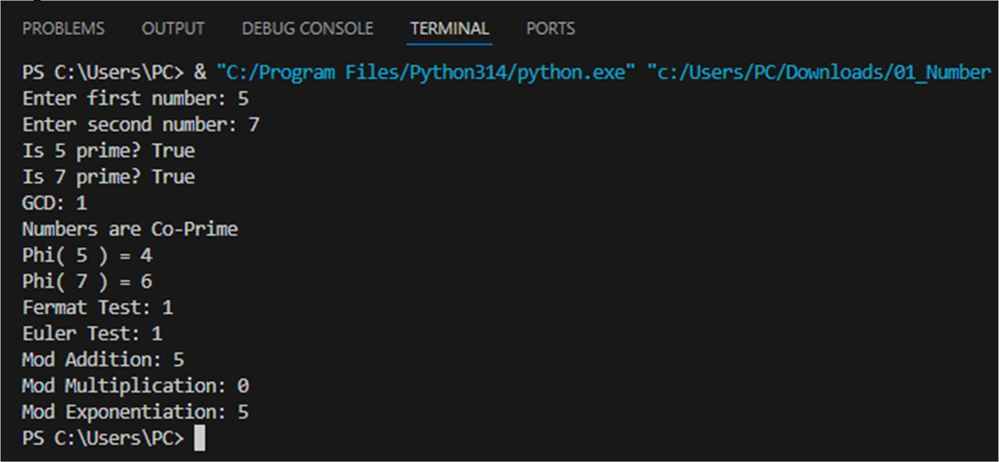 PROBLEMS OUTPUT DEBUG CONSOLE TERMINAL PORTS
PS C:\Users\PC> & "C:/Program Files/Python314/python.exe" "c:/Users/PC/Downloads/01_Number
Enter first number: 5
Enter second number: 7
Is 5 prime? True
Is 7 prime? True
GCD: 1
Numbers are Co-Prime
Phi( 5 ) = 4
Phi( 7 ) = 6
Fermat Test: 1
Euler Test: 1
Mod Addition: 5
Mod Multiplication: 0
Mod Exponentiation: 5
PS C:\Users\PC>